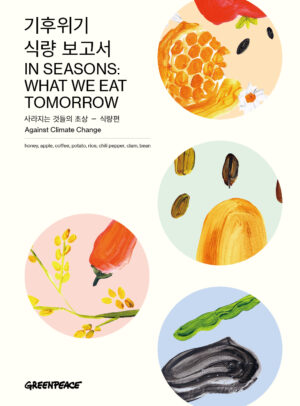 기후위기
식량 보고서
IN SEASONS:
WHAT WE EAT
TOMORROW
사라지는 것들의 초상 – 식량편
Against Climate Change
honey, apple, coffee, potato, rice, chili pepper, clam, bean
GREENPEACE